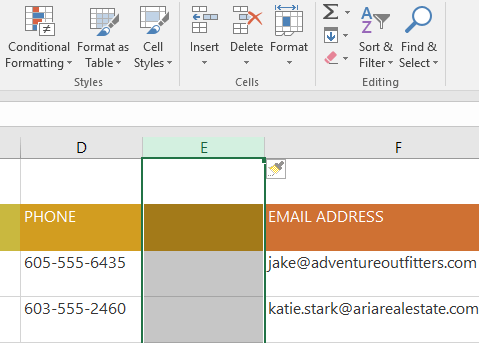 Conditional Formatting
Format as Table
Cell Styles
Insert
Delete
Format
Sort & Filter
Find & Select
Styles
Cells
Editing
D
E
F
PHONE
EMAIL ADDRESS
605-555-6435
jake@adventureoutfitters.com
603-555-2460
katie.stark@ariarealestate.com